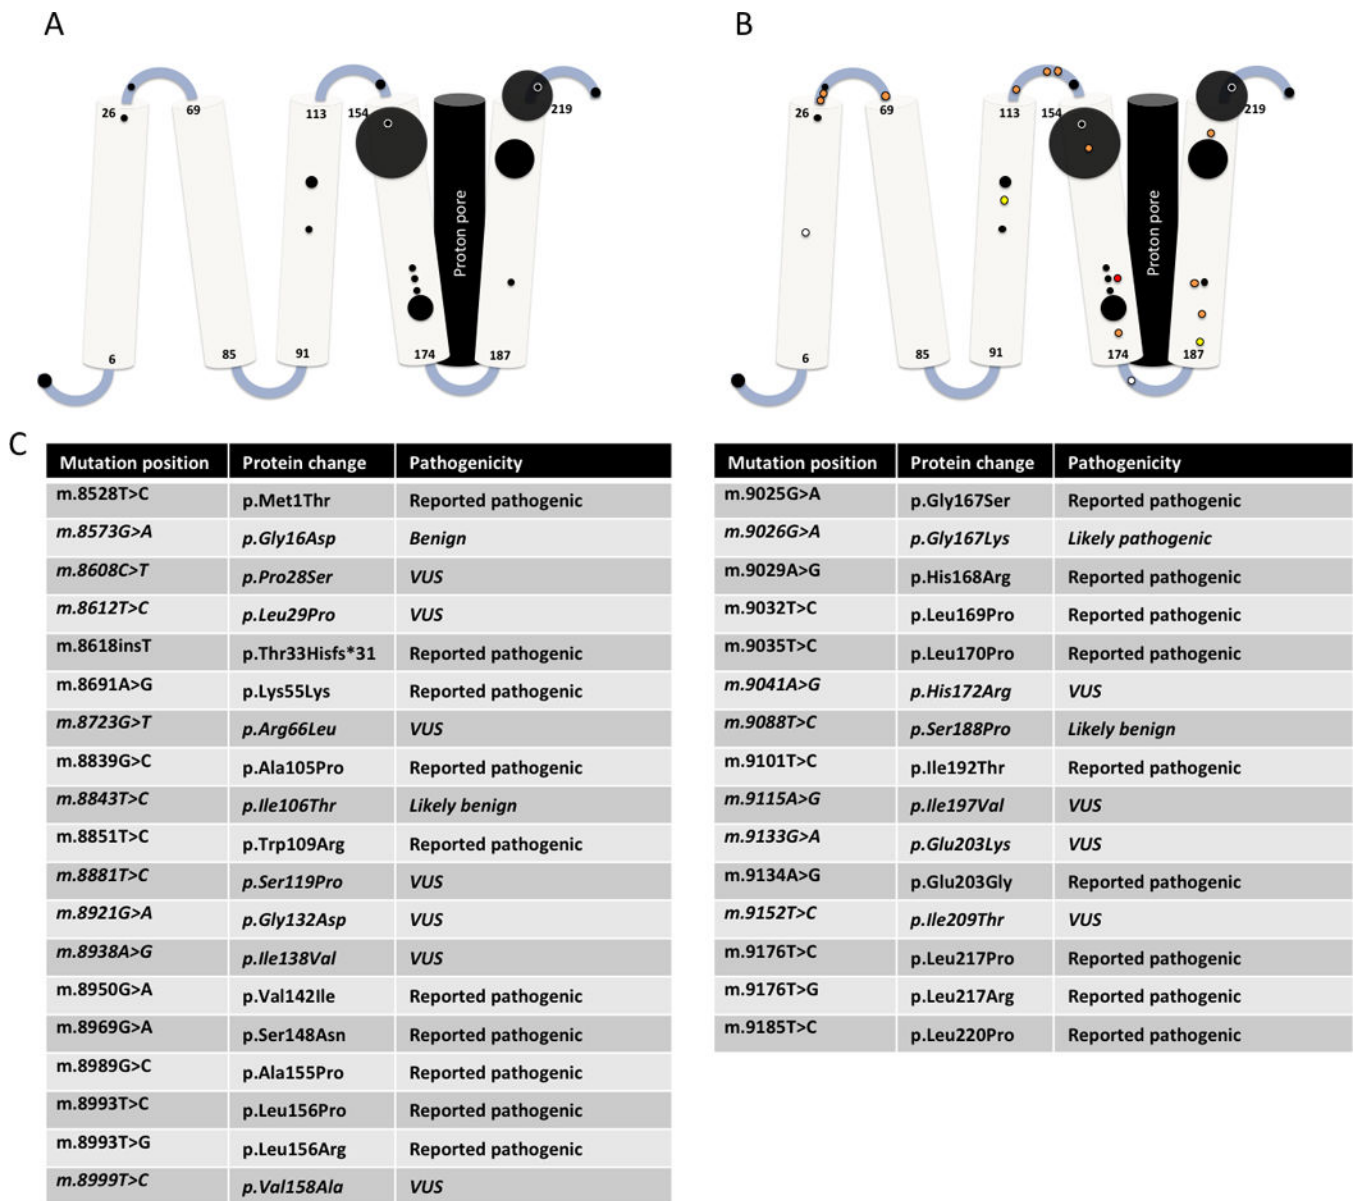 A
B
26
69
113
154
219
Proton pore
6
85
91
174
187
26
69
113
154
219
Proton pore
6
85
91
174
187
C
Mutation position Protein change Pathogenicity
m.8528T>C p.Met1Thr Reported pathogenic
m.8573G>A p.Gly16Asp Benign
m.8608C>T p.Pro28Ser VUS
m.8612T>C p.Leu29Pro VUS
m.8618insT p.Thr33Hisfs*31 Reported pathogenic
m.8691A>G p.Lys55Lys Reported pathogenic
m.8723G>T p.Arg66Leu VUS
m.8839G>C p.Ala105Pro Reported pathogenic
m.8843T>C p.Ile106Thr Likely benign
m.8851T>C p.Trp109Arg Reported pathogenic
m.8881T>C p.Ser119Pro VUS
m.8921G>A p.Gly132Asp VUS
m.8938A>G p.Ile138Val VUS
m.8950G>A p.Val142Ile Reported pathogenic
m.8969G>A p.Ser148Asn Reported pathogenic
m.8989G>C p.Ala155Pro Reported pathogenic
m.8993T>C p.Leu156Pro Reported pathogenic
m.8993T>G p.Leu156Arg Reported pathogenic
m.8999T>C p.Val158Ala VUS
Mutation position Protein change Pathogenicity
m.9025G>A p.Gly167Ser Reported pathogenic
m.9026G>A p.Gly167Lys Likely pathogenic
m.9029A>G p.His168Arg Reported pathogenic
m.9032T>C p.Leu169Pro Reported pathogenic
m.9035T>C p.Leu170Pro Reported pathogenic
m.9041A>G p.His172Arg VUS
m.9088T>C p.Ser188Pro Likely benign
m.9101T>C p.Ile192Thr Reported pathogenic
m.9115A>G p.Ile197Val VUS
m.9133G>A p.Glu203Lys VUS
m.9134A>G p.Glu203Gly Reported pathogenic
m.9152T>C p.Ile209Thr VUS
m.9176T>C p.Leu217Pro Reported pathogenic
m.9176T>G p.Leu217Arg Reported pathogenic
m.9185T>C p.Leu220Pro Reported pathogenic